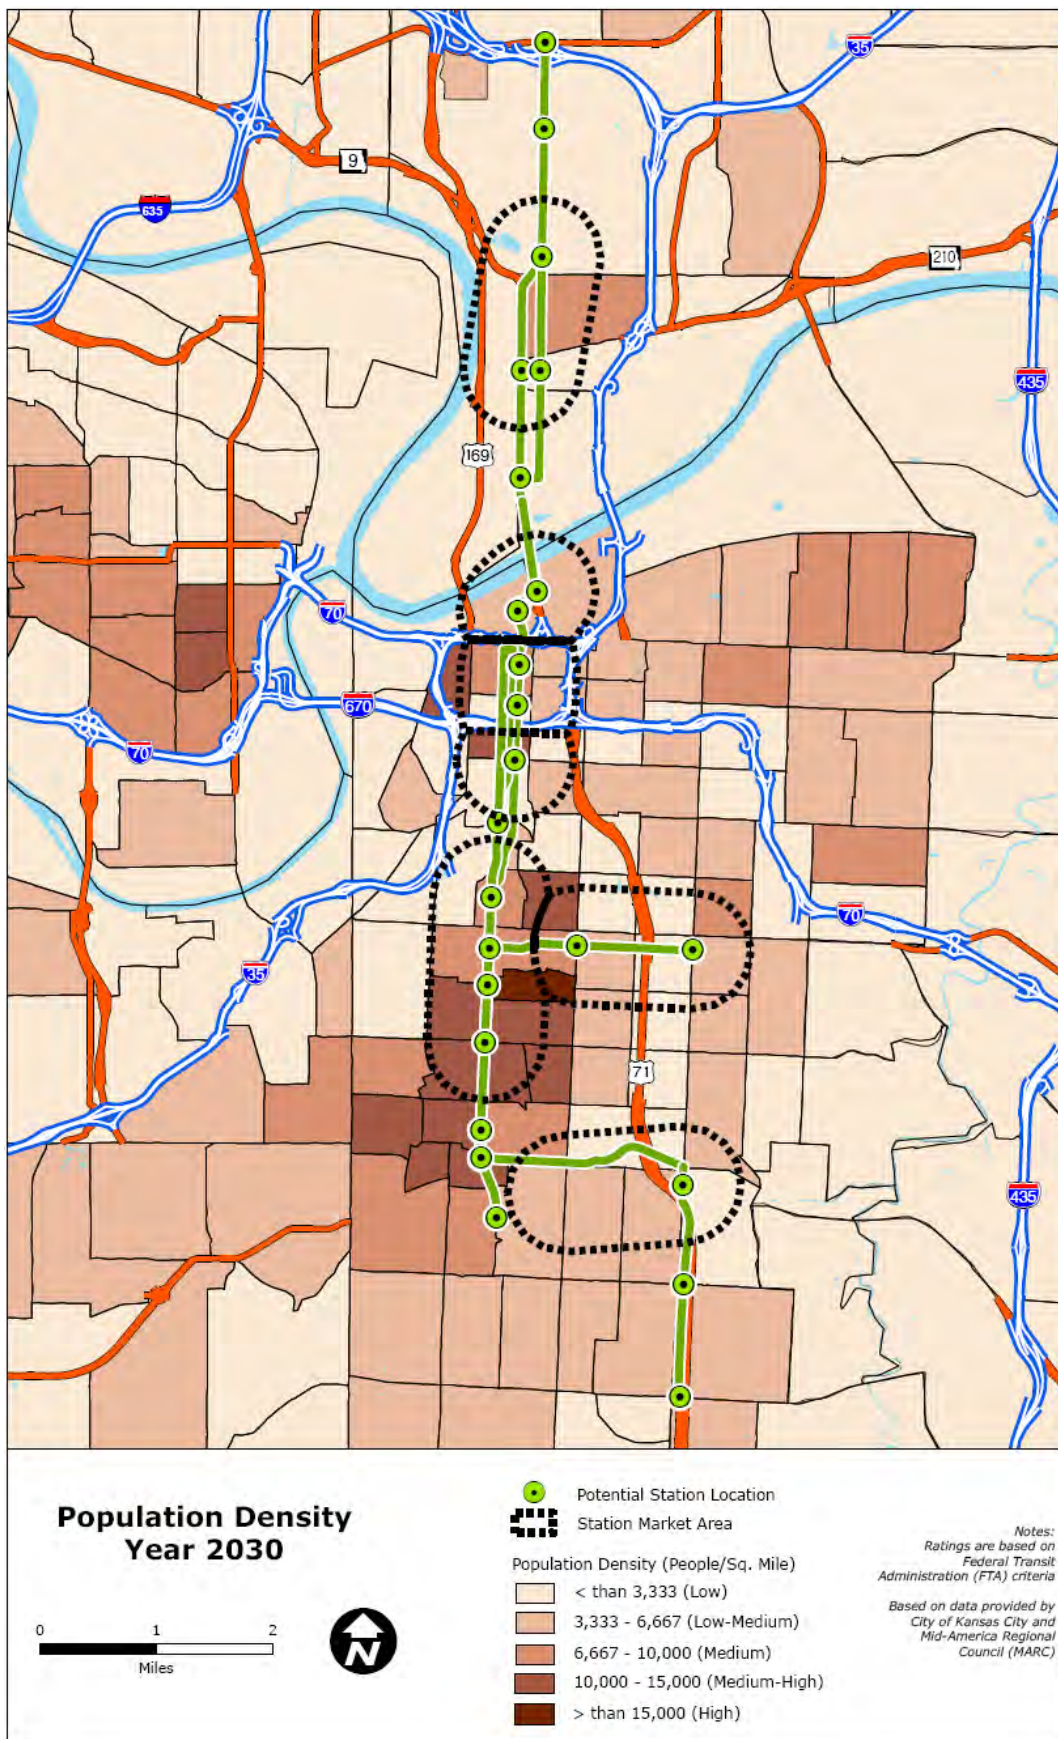 35
9
635
210
435
169
70
670
70
70
35
71
435
Population Density
Year 2030
0 1 2
Miles
N
Potential Station Location
Station Market Area
Population Density (People/Sq. Mile)
< than 3,333 (Low)
3,333 - 6,667 (Low-Medium)
6,667 - 10,000 (Medium)
10,000 - 15,000 (Medium-High)
> than 15,000 (High)
Notes:
Ratings are based on
Federal Transit
Administration (FTA) criteria
Based on data provided by
City of Kansas City and
Mid-America Regional
Council (MARC)